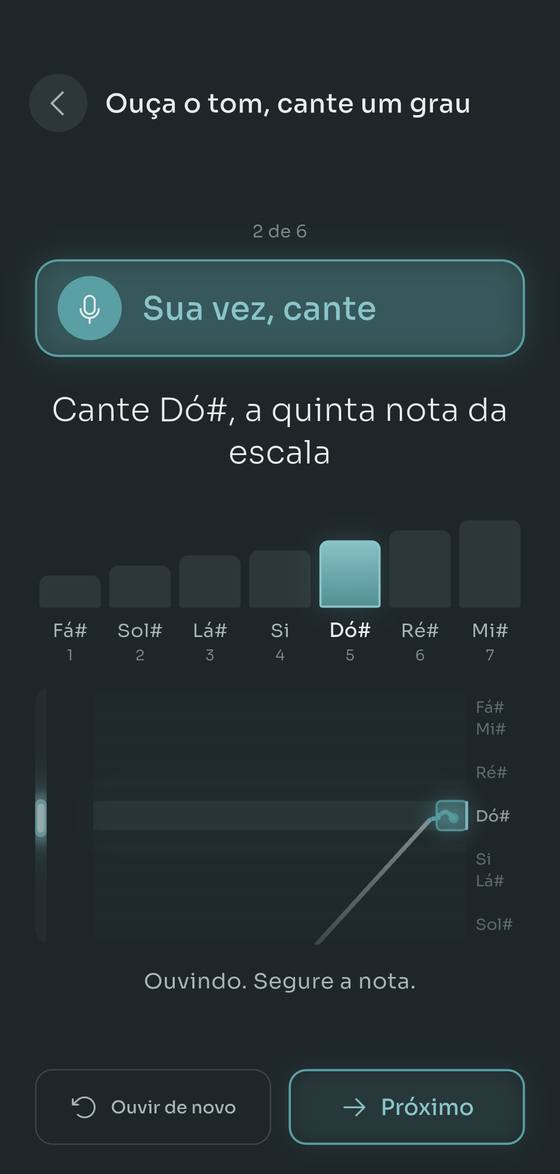 Ouça o tom, cante um grau
2 de 6
Sua vez, cante
Cante Dó#, a quinta nota da
escala
Fá# Sol# Lá# Si Dó# Ré# Mi#
1 2 3 4 5 6 7
Fá#
Mi#
Ré#
Dó#
Si
Lá#
Sol#
Ouvindo. Segure a nota.
Ouvir de novo Próximo